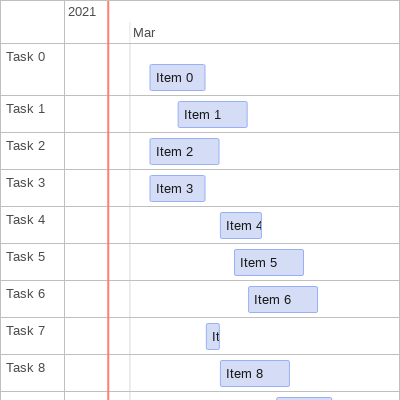 2021
Mar
Task 0
Item 0
Task 1
Item 1
Task 2
Item 2
Task 3
Item 3
Task 4
Item 4
Task 5
Item 5
Task 6
Item 6
Task 7
It
Task 8
Item 8